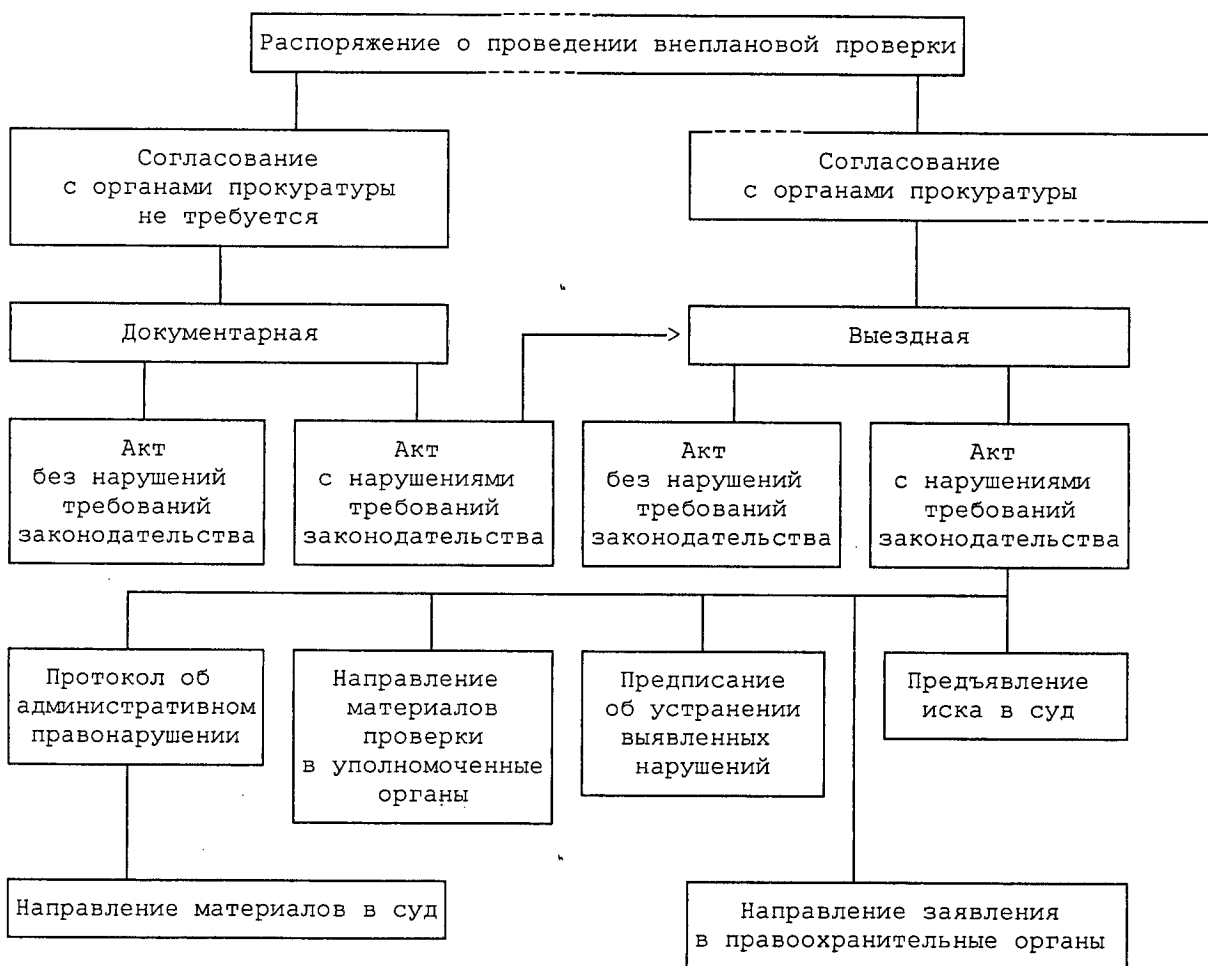 Распоряжение о проведении внеплановой проверки
Согласование
с органами прокуратуры
не требуется
Согласование
с органами прокуратуры
Документарная
Выездная
Акт
без нарушений
требований
законодательства
Акт
с нарушениями
требований
законодательства
Акт
без нарушений
требований
законодательства
Акт
с нарушениями
требований
законодательства
Протокол об
административном
правонарушении
Направление
материалов
проверки
в уполномоченные
органы
Предписание
об устранении
выявленных
нарушений
Предъявление
иска в суд
Направление материалов в суд
Направление заявления
в правоохранительные органы